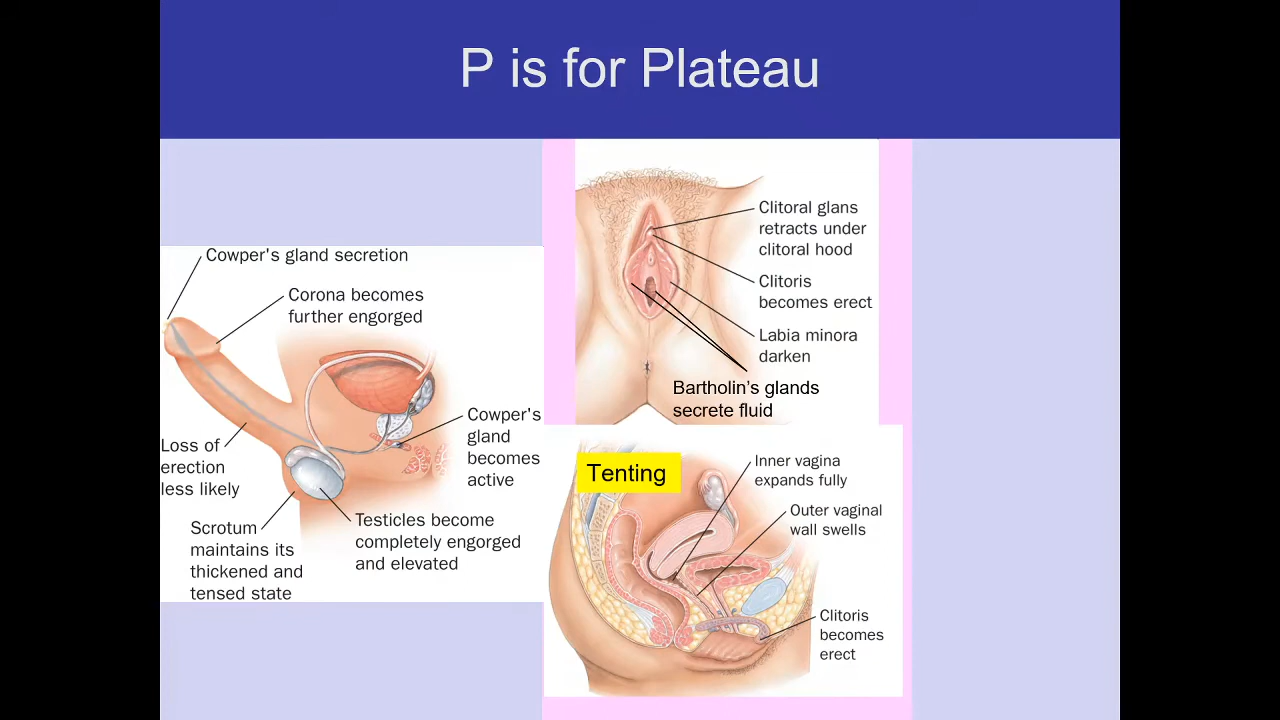 P is for Plateau
Cowper's gland secretion
Corona becomes
further engorged
Loss of
erection
less likely
Cowper's
gland
becomes
active
Scrotum
maintains its
thickened and
tensed state
Testicles become
completely engorged
and elevated
Clitoral glans
retracts under
clitoral hood
Clitoris
becomes erect
Labia minora
darken
Bartholin’s glands
secrete fluid
Tenting
Inner vagina
expands fully
Outer vaginal
wall swells
Clitoris
becomes
erect